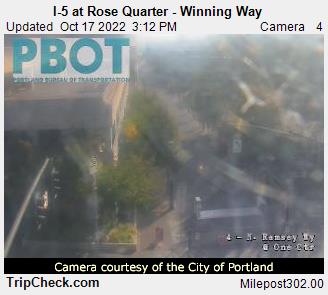 I-5 at Rose Quarter - Winning Way
Updated Oct 17 2022 3:12 PM Camera 4
PBOT
PORTLAND BUREAU OF TRANSPORTATION
4 - N. Ramsey Wy
@ One Ctr
Camera courtesy of the City of Portland
TripCheck.com Milepost302.00